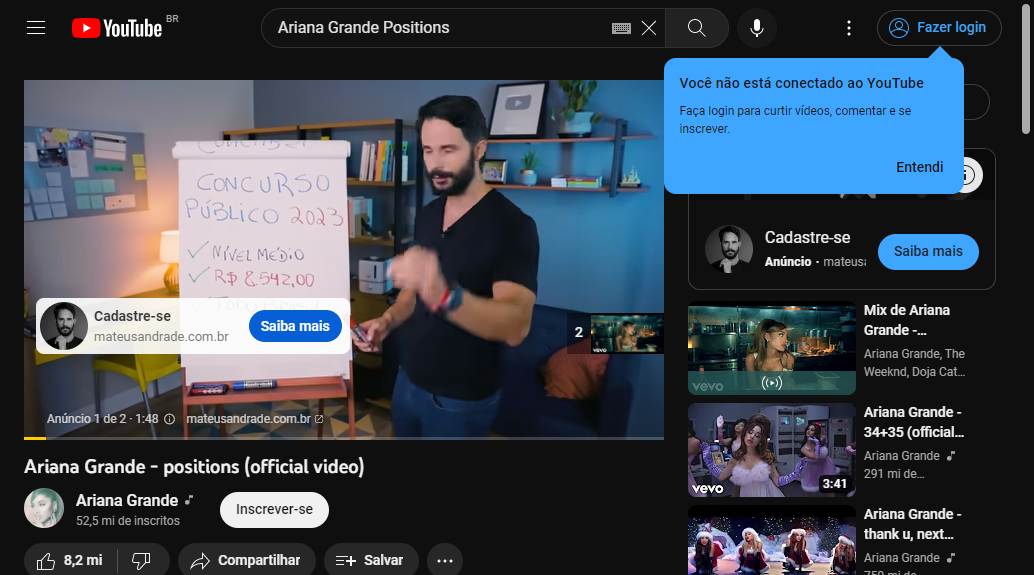 YouTube BR
Ariana Grande Positions
Fazer login
Você não está conectado ao YouTube
Faça login para curtir vídeos, comentar e se
inscrever.
Entendi
CONCURSO
PÚBLICO 2023
NÍVEL MÉDIO
R$ 8.542,00
Cadastre-se
mateusandrade.com.br
Saiba mais
2
vevo
Anúncio 1 de 2 · 1:48
mateusandrade.com.br
Ariana Grande - positions (official video)
Ariana Grande
52,5 mi de inscritos
Inscrever-se
8,2 mi
Compartilhar
Salvar
Cadastre-se
Anúncio · mateusa
Saiba mais
vevo
Mix de Ariana
Grande -...
Ariana Grande, The
Weeknd, Doja Cat...
vevo
3:41
Ariana Grande -
34+35 (official...
Ariana Grande
291 mi de...
Ariana Grande -
thank u, next...
Ariana Grande
750 mi de...